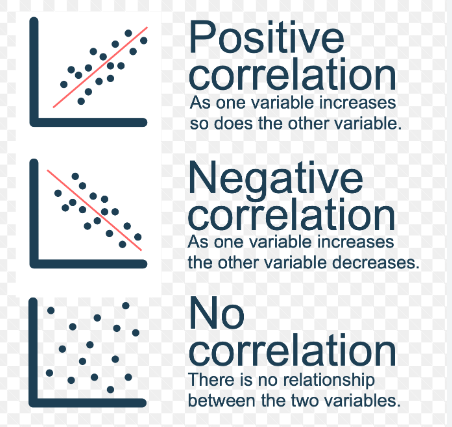 Positive
correlation
As one variable increases
so does the other variable.
Negative
correlation
As one variable increases
the other variable decreases.
No
correlation
There is no relationship
between the two variables.